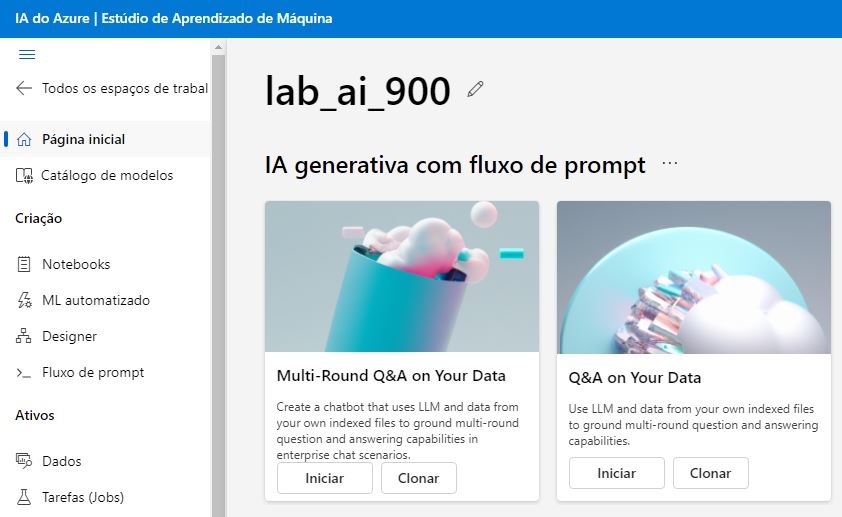 IA do Azure | Estúdio de Aprendizado de Máquina
Todos os espaços de trabal
Página inicial
Catálogo de modelos
Criação
Notebooks
ML automatizado
Designer
Fluxo de prompt
Ativos
Dados
Tarefas (Jobs)
lab_ai_900
IA generativa com fluxo de prompt ...
Multi-Round Q&A on Your Data
Create a chatbot that uses LLM and data from
your own indexed files to ground multi-round
question and answering capabilities in
enterprise chat scenarios.
Iniciar
Clonar
Q&A on Your Data
Use LLM and data from your own indexed files
to ground multi-round question and answering
capabilities.
Iniciar
Clonar